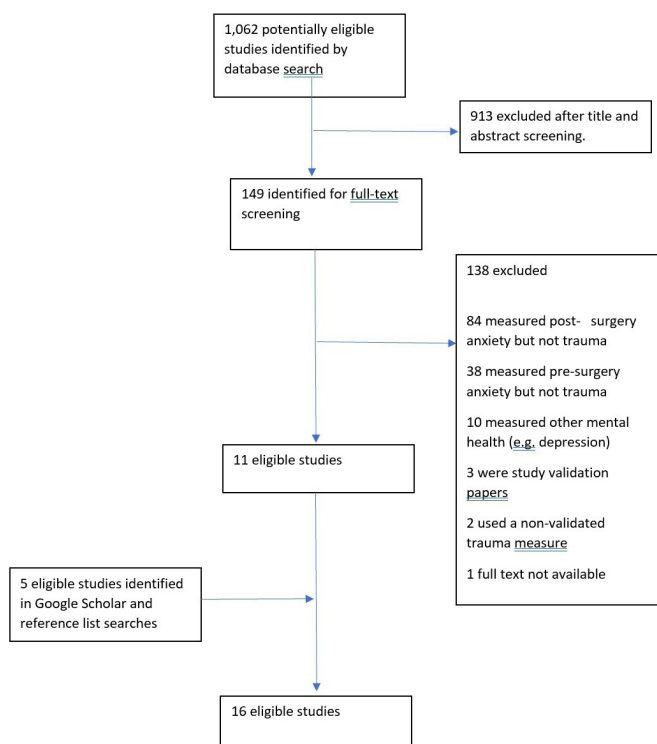 1,062 potentially eligible
studies identified by
database search
913 excluded after title and
abstract screening.
149 identified for full-text
screening
138 excluded
84 measured post-   surgery
anxiety but not trauma
38 measured pre-surgery
anxiety but not trauma
10 measured other mental
health (e.g. depression)
3 were study validation
papers
2 used a non-validated
trauma measure
1 full text not available
11 eligible studies
5 eligible studies identified
in Google Scholar and
reference list searches
16 eligible studies